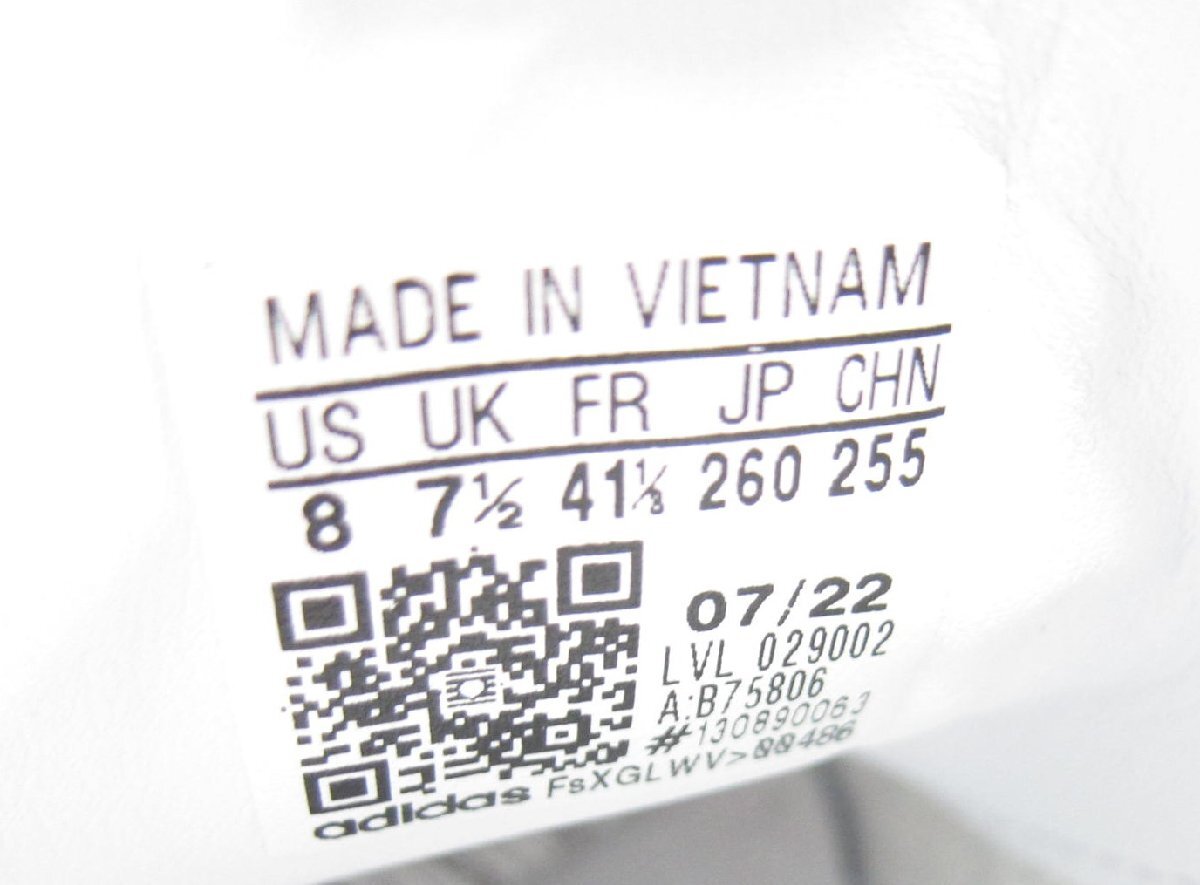 MADE IN VIETNAM
US UK FR JP CHN
8 7½ 41⅓ 260 255
07/22
LVL 029002
A:B75806
#130890063
adidas FsXGLWV>00486